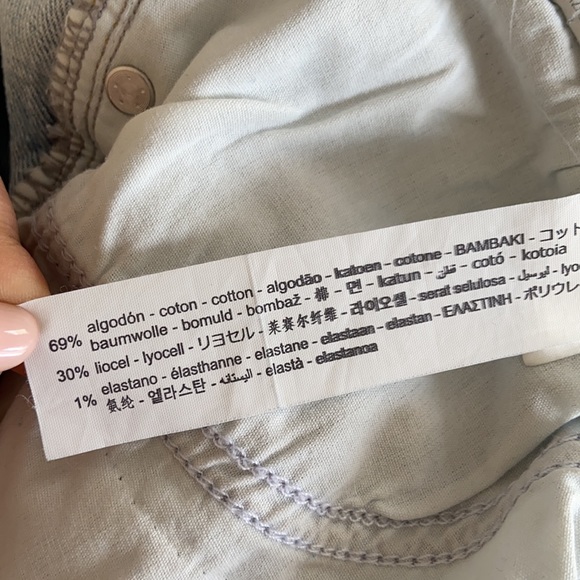 69% algodón - coton - cotton - algodão - katoen - cotone - BAMBAKI - コット
baumwolle - bomuld - bombaž - 棉 - 면 - katun - قطن - cotó - kotoia
30% liocel - lyocell - リヨセル - 莱赛尔纤维 - 라이오셀 - serat selulosa - ليوسيل - lyo
1% elastano - élasthanne - elastane - elastaan - elastan - ΕΛΑΣΤΙΝΗ - ポリウレ
氨纶 - 엘라스탄 - الإيلاستان - elastà - elastanoa